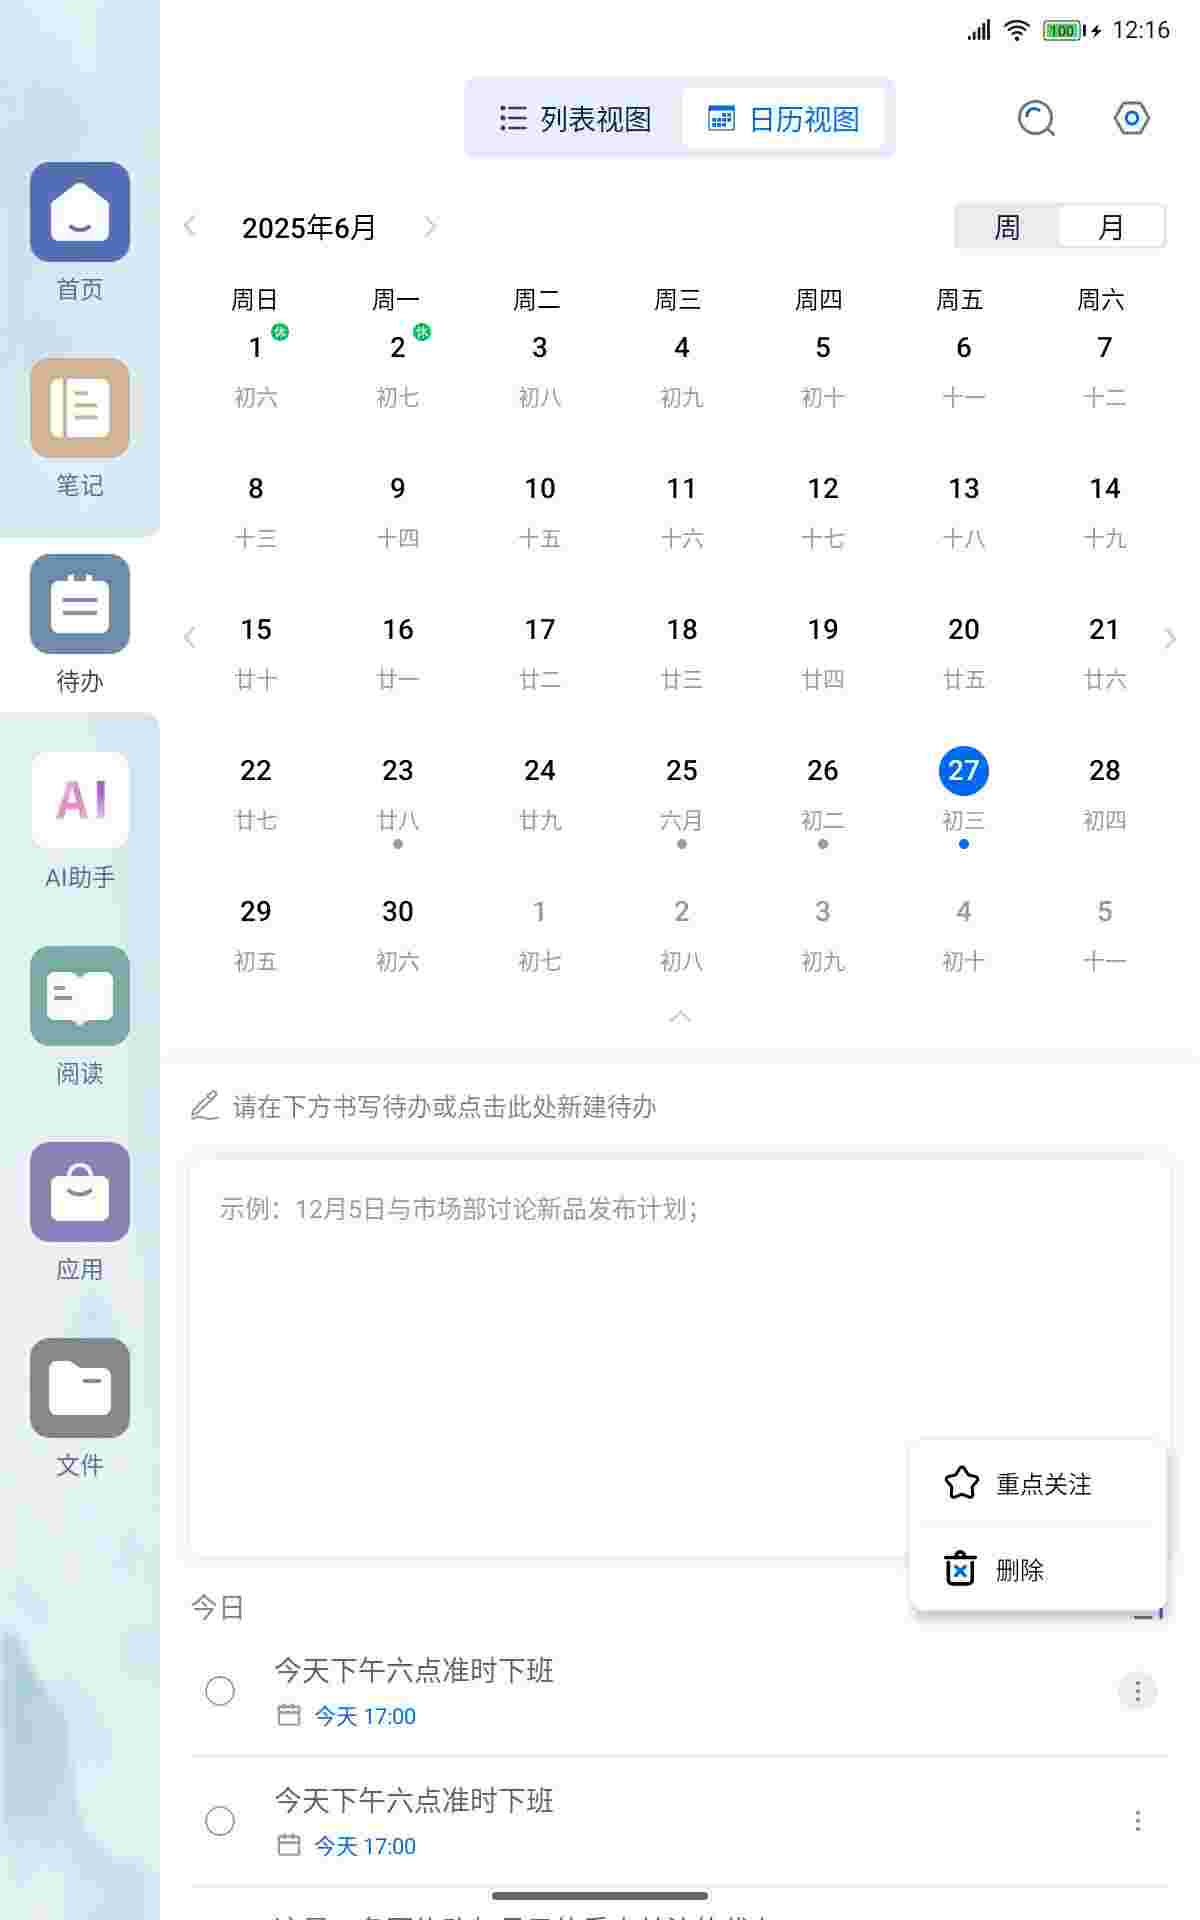 100 12:16
列表视图 日历视图
首页
笔记
待办
AI
AI助手
阅读
应用
文件
2025年6月
周 月
周日 周一 周二 周三 周四 周五 周六
1 休 2 休 3 4 5 6 7
初六 初七 初八 初九 初十 十一 十二
8 9 10 11 12 13 14
十三 十四 十五 十六 十七 十八 十九
15 16 17 18 19 20 21
廿十 廿一 廿二 廿三 廿四 廿五 廿六
22 23 24 25 26 27 28
廿七 廿八 廿九 六月 初二 初三 初四
29 30 1 2 3 4 5
初五 初六 初七 初八 初九 初十 十一
请在下方书写待办或点击此处新建待办
示例：12月5日与市场部讨论新品发布计划；
重点关注
删除
今日
今天下午六点准时下班
今天 17:00
今天下午六点准时下班
今天 17:00